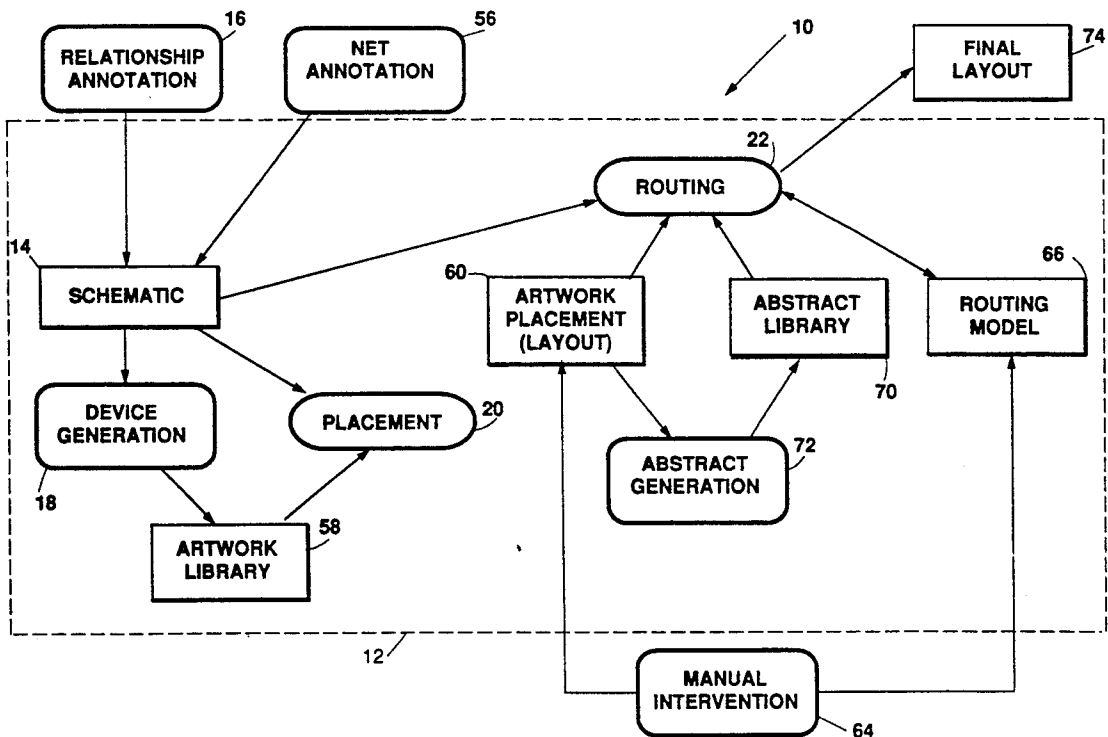 16
RELATIONSHIP
ANNOTATION
56
NET
ANNOTATION
10
FINAL
LAYOUT
74
22
ROUTING
14
SCHEMATIC
60
ARTWORK
PLACEMENT
(LAYOUT)
ABSTRACT
LIBRARY
70
66
ROUTING
MODEL
DEVICE
GENERATION
18
PLACEMENT
20
ABSTRACT
GENERATION
72
58
ARTWORK
LIBRARY
12
MANUAL
INTERVENTION
64